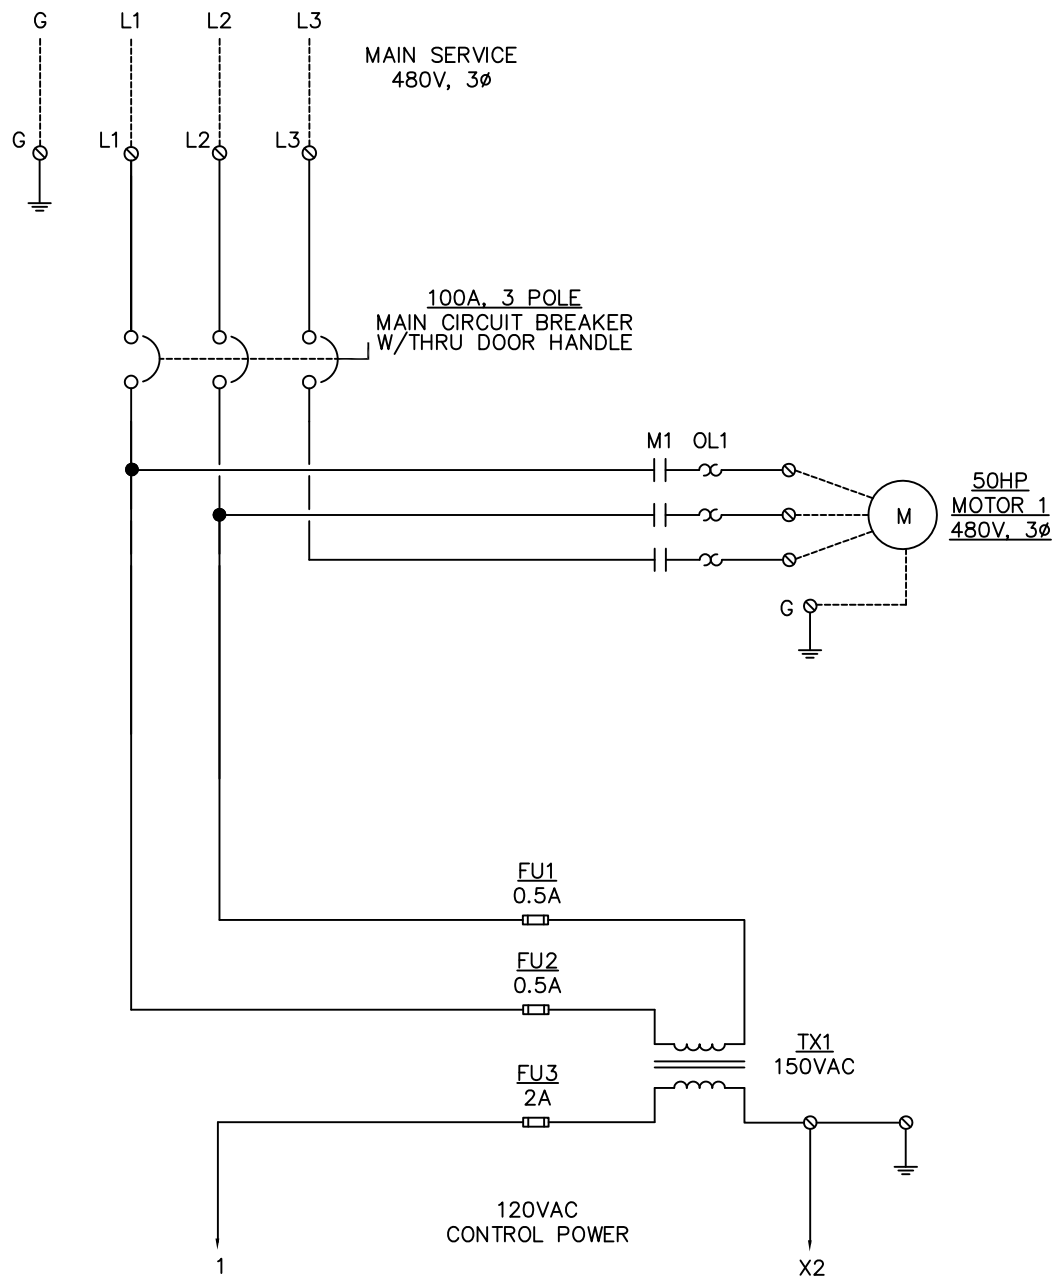 G L1 L2 L3
MAIN SERVICE
480V, 3ø
G L1 L2 L3
100A, 3 POLE
MAIN CIRCUIT BREAKER
W/THRU DOOR HANDLE
M1 OL1
50HP
MOTOR 1
480V, 3ø
M
G
FU1
0.5A
FU2
0.5A
TX1
150VAC
FU3
2A
120VAC
CONTROL POWER
1 X2